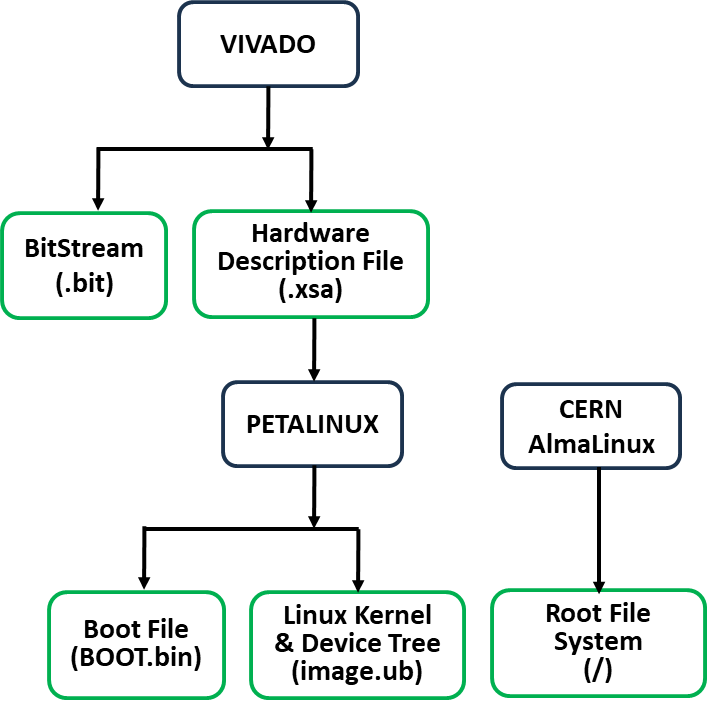 VIVADO
BitStream
(.bit)
Hardware
Description File
(.xsa)
PETALINUX
CERN
AlmaLinux
Boot File
(BOOT.bin)
Linux Kernel
& Device Tree
(image.ub)
Root File
System
(/)